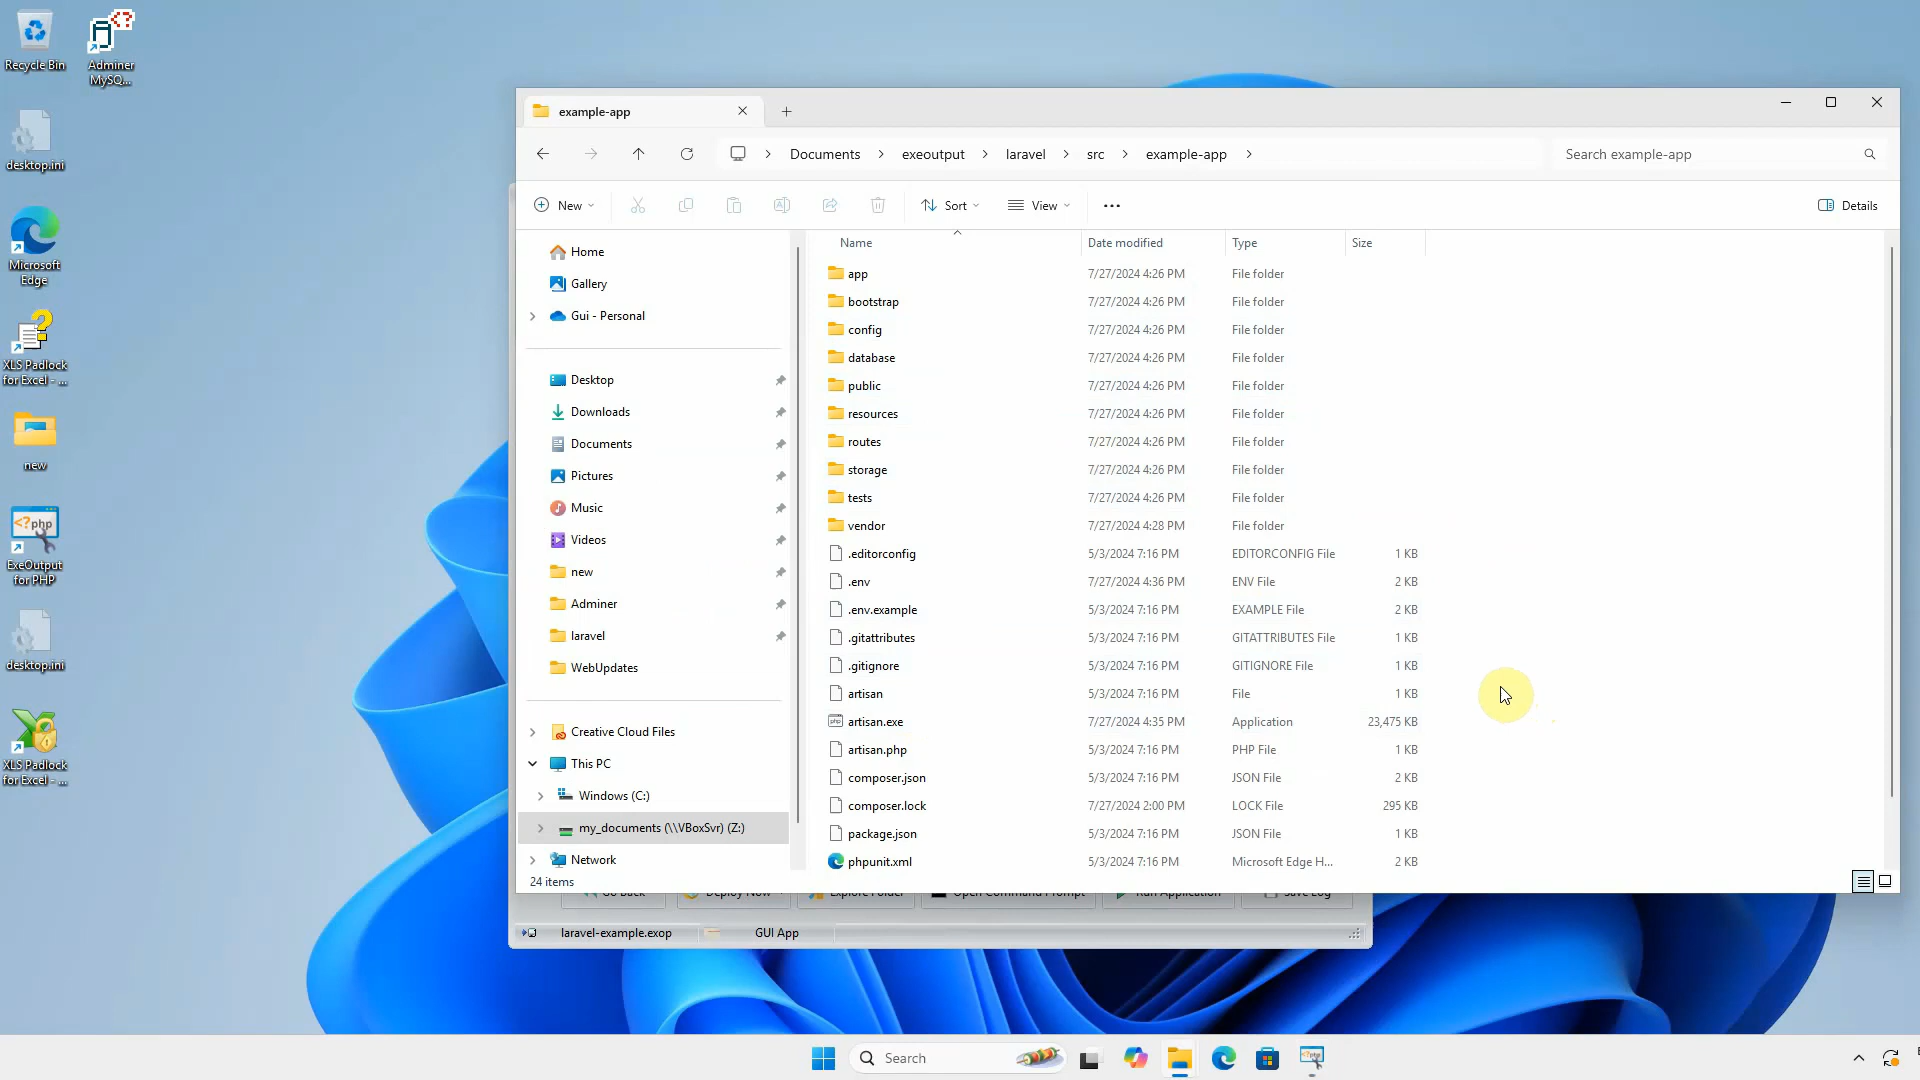 Recycle Bin
Adminer
MySQ...
desktop.ini
Microsoft
Edge
XLS Padlock
for Excel - ...
new
ExeOutput
for PHP
desktop.ini
XLS Padlock
for Excel - ...
example-app
Documents > exeoutput > laravel > src > example-app >
Search example-app
New
Sort
View
Details
Home
Gallery
Gui - Personal
Desktop
Downloads
Documents
Pictures
Music
Videos
new
Adminer
laravel
WebUpdates
Creative Cloud Files
This PC
Windows (C:)
my_documents (\\VBoxSvr) (Z:)
Network
Name Date modified Type Size
app 7/27/2024 4:26 PM File folder
bootstrap 7/27/2024 4:26 PM File folder
config 7/27/2024 4:26 PM File folder
database 7/27/2024 4:26 PM File folder
public 7/27/2024 4:26 PM File folder
resources 7/27/2024 4:26 PM File folder
routes 7/27/2024 4:26 PM File folder
storage 7/27/2024 4:26 PM File folder
tests 7/27/2024 4:26 PM File folder
vendor 7/27/2024 4:28 PM File folder
.editorconfig 5/3/2024 7:16 PM EDITORCONFIG File 1 KB
.env 7/27/2024 4:36 PM ENV File 2 KB
.env.example 5/3/2024 7:16 PM EXAMPLE File 2 KB
.gitattributes 5/3/2024 7:16 PM GITATTRIBUTES File 1 KB
.gitignore 5/3/2024 7:16 PM GITIGNORE File 1 KB
artisan 5/3/2024 7:16 PM File 1 KB
artisan.exe 7/27/2024 4:35 PM Application 23,475 KB
artisan.php 5/3/2024 7:16 PM PHP File 1 KB
composer.json 5/3/2024 7:16 PM JSON File 2 KB
composer.lock 7/27/2024 2:00 PM LOCK File 295 KB
package.json 5/3/2024 7:16 PM JSON File 1 KB
phpunit.xml 5/3/2024 7:16 PM Microsoft Edge H... 2 KB
24 items
Go Back Deploy Now Explore Folder Open Command Prompt Run Application Save Log
laravel-example.exop GUI App
Search